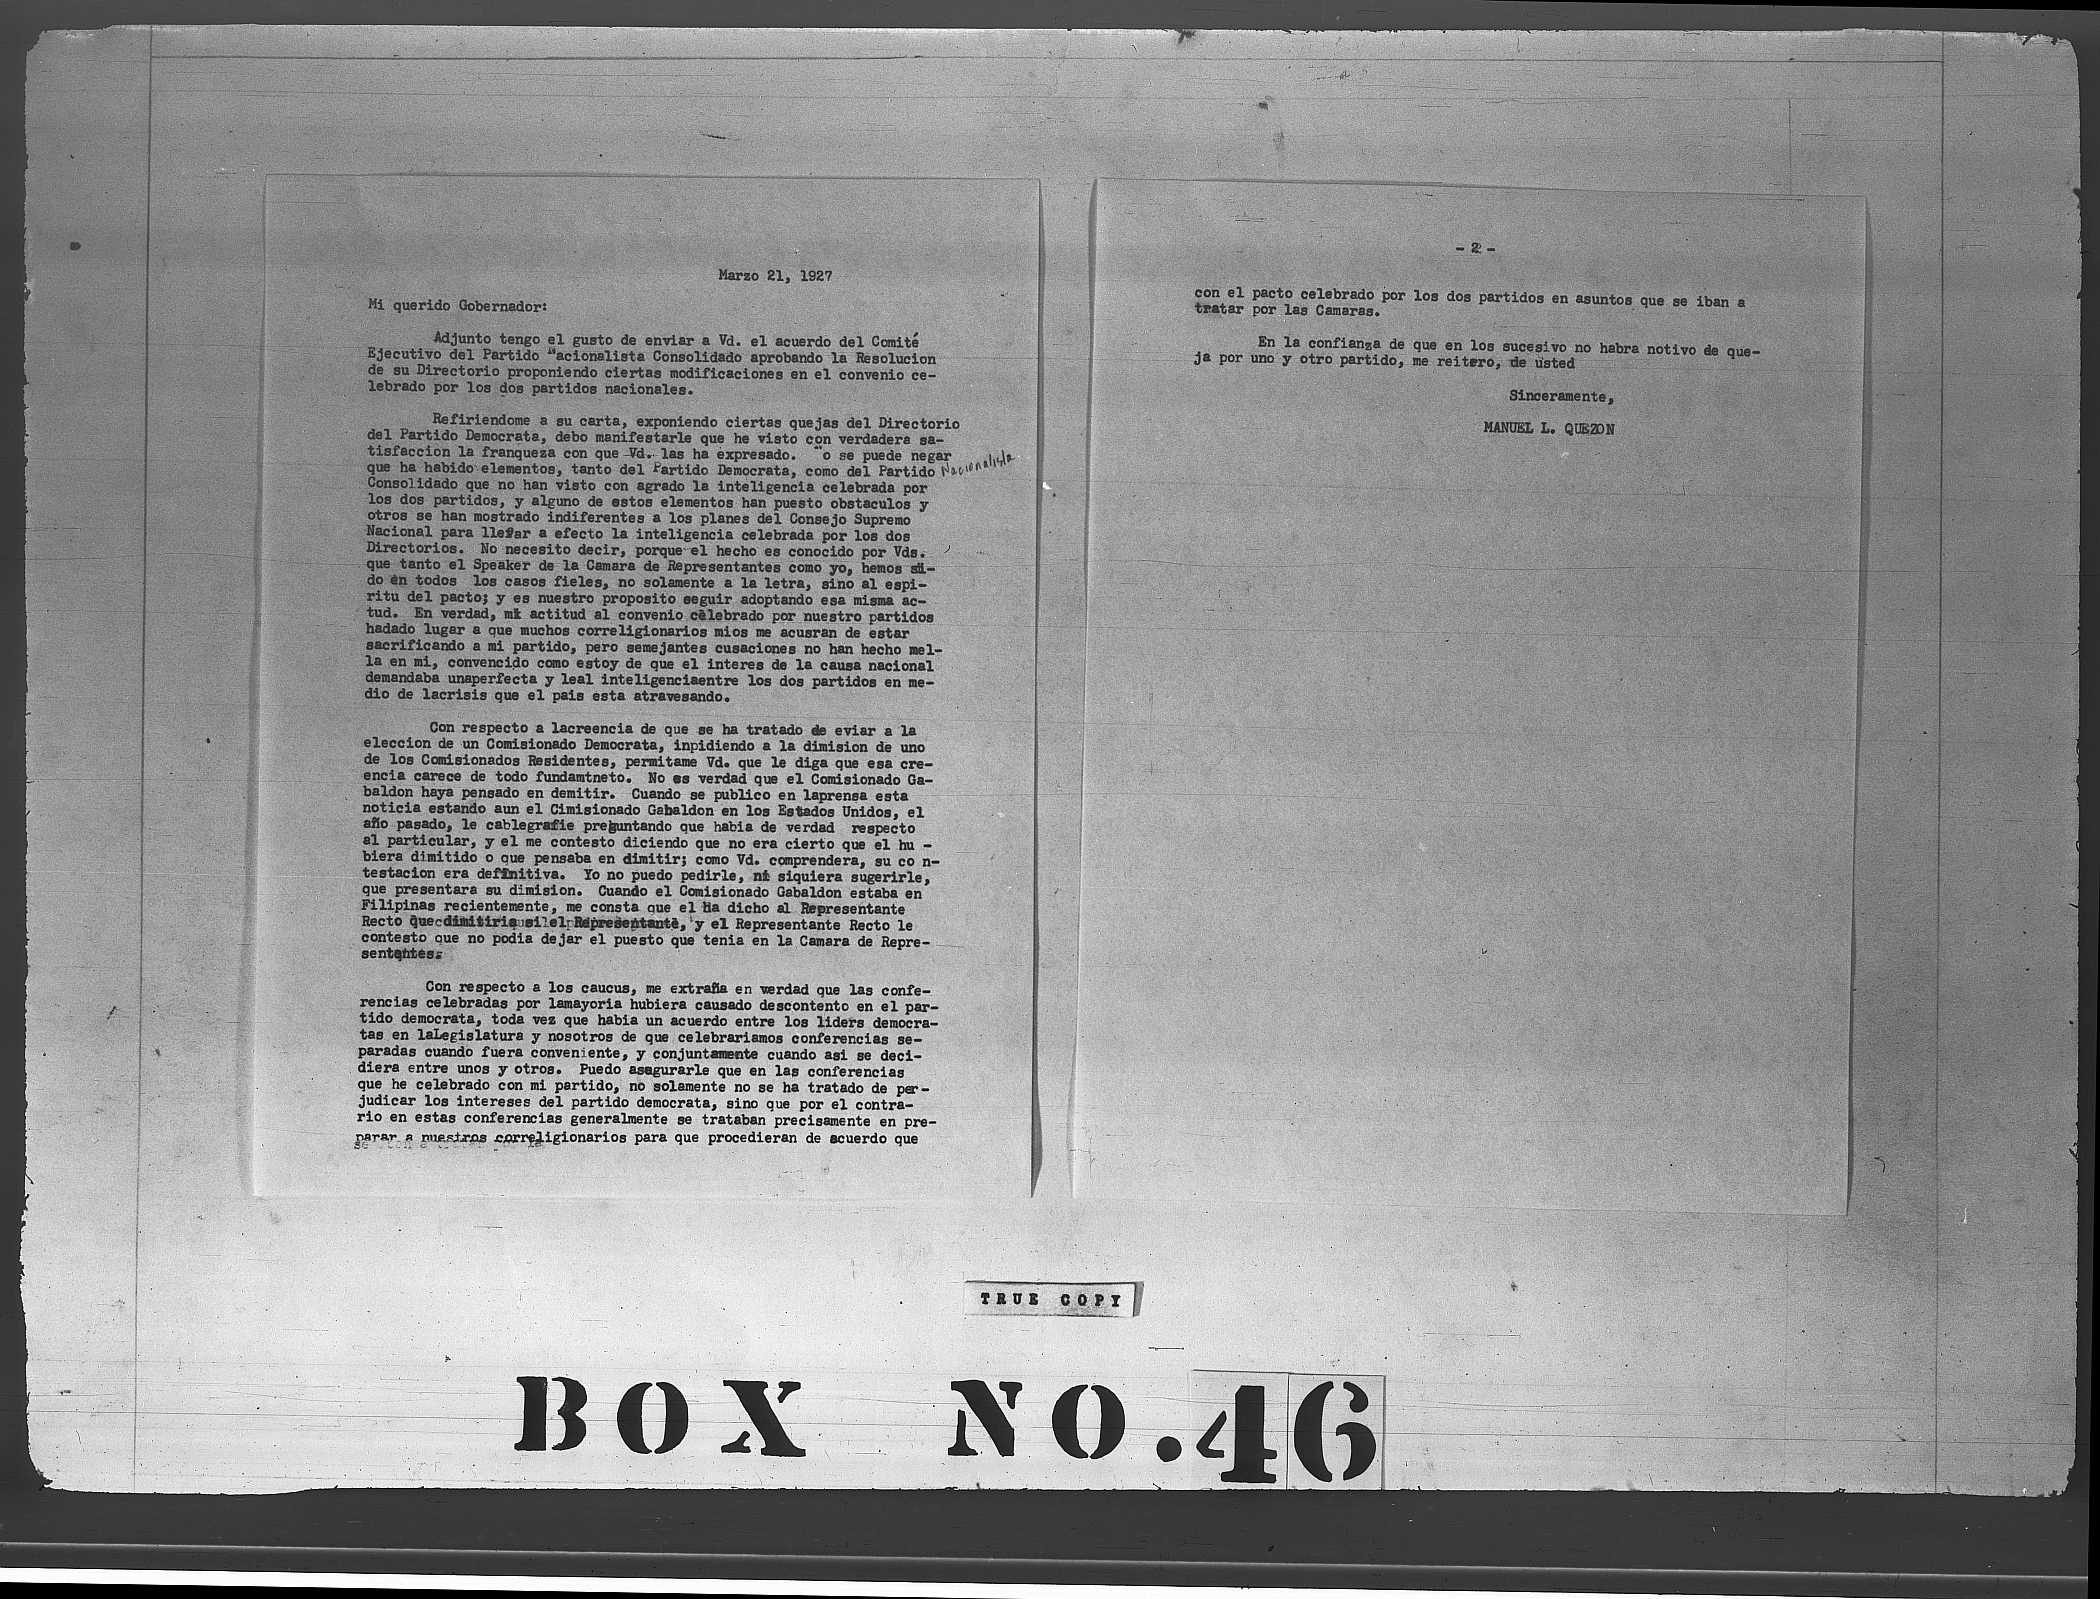 Marzo 21, 1927
Mi querido Gobernador:
Adjunto tengo el gusto de enviar a Vd. el acuerdo del Comité
Ejecutivo del Partido "acionalista Consolidado aprobando la Resolucion
de su Directorio proponiendo ciertas modificaciones en el convenio ce-
lebrado por los dos partidos nacionales.
Refiriendome a su carta, exponiendo ciertas quejas del Directorio
del Partido Democrata, debo manifestarle que he visto con verdadera sa-
tisfaccion la franqueza con que Vd. las ha expresado. "o se puede negar
que ha habido elementos, tanto del Partido Democrata, como del Partido Nacionalista
Consolidado que no han visto con agrado la inteligencia celebrada por
los dos partidos, y alguno de estos elementos han puesto obstaculos y
otros se han mostrado indiferentes a los planes del Consejo Supremo
Nacional para llevar a efecto la inteligencia celebrada por los dos
Directorios. No necesito decir, porque el hecho es conocido por Vds.
que tanto el Speaker de la Camara de Representantes como yo, hemos si-
do en todos los casos fieles, no solamente a la letra, sino al espi-
ritu del pacto; y es nuestro proposito seguir adoptando esa misma ac-
tud. En verdad, mi actitud al convenio celebrado por nuestro partidos
hadado lugar a que muchos correligionarios mios me acusran de estar
sacrificando a mi partido, pero semejantes cusaciones no han hecho mel-
la en mi, convencido como estoy de que el interes de la causa nacional
demandaba unaperfecta y leal inteligenciaentre los dos partidos en me-
dio de lacrisis que el pais esta atravesando.
Con respecto a lacreencia de que se ha tratado de eviar a la
eleccion de un Comisionado Democrata, inpidiendo a la dimision de uno
de los Comisionados Residentes, permitame Vd. que le diga que esa cre-
encia carece de todo fundamtneto. No es verdad que el Comisionado Ga-
baldon haya pensado en demitir. Cuando se publico en laprensa esta
noticia estando aun el Cimisionado Gabaldon en los Estados Unidos, el
año pasado, le cablegrafie preguntando que habia de verdad respecto
al particular, y el me contesto diciendo que no era cierto que el hu -
biera dimitido o que pensaba en dimitir; como Vd. comprendera, su co n-
testacion era definitiva. Yo no puedo pedirle, ni siquiera sugerirle,
que presentara su dimision. Cuando el Comisionado Gabaldon estaba en
Filipinas recientemente, me consta que el ha dicho al Representante
Recto que dimitiria si el Representante, y el Representante Recto le
contesto que no podia dejar el puesto que tenia en la Camara de Repre-
sentantes.
Con respecto a los caucus, me extraña en verdad que las confe-
rencias celebradas por lamayoria hubiera causado descontento en el par-
tido democrata, toda vez que habia un acuerdo entre los liders democra-
tas en laLegislatura y nosotros de que celebrariamos conferencias se-
paradas cuando fuera conveniente, y conjuntamente cuando asi se deci-
diera entre unos y otros. Puedo asegurarle que en las conferencias
que he celebrado con mi partido, no solamente no se ha tratado de per-
judicar los intereses del partido democrata, sino que por el contra-
rio en estas conferencias generalmente se trataban precisamente en pre-
parar a nuestros correligionarios para que procedieran de acuerdo que
- 2 -
con el pacto celebrado por los dos partidos en asuntos que se iban a
tratar por las Camaras.
En la confianza de que en los sucesivo no habra notivo de que-
ja por uno y otro partido, me reitero, de usted
Sinceramente,
MANUEL L. QUEZON
TRUE COPY
BOX NO. 46